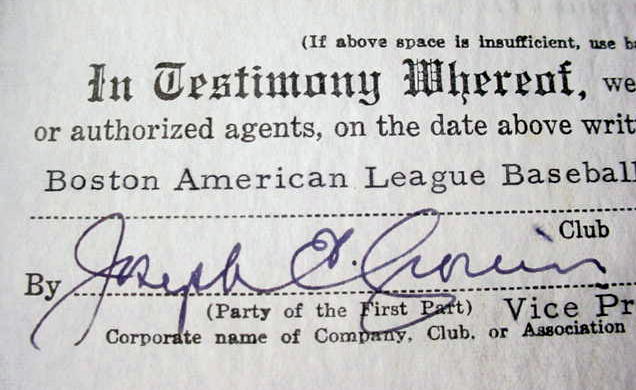 (If above space is insufficient, use ba
In Testimony Whereof, we
or authorized agents, on the date above writt
Boston American League Baseball
Club
By Joseph E. Cronin
(Party of the First Part) Vice Pr
Corporate name of Company, Club, or Association